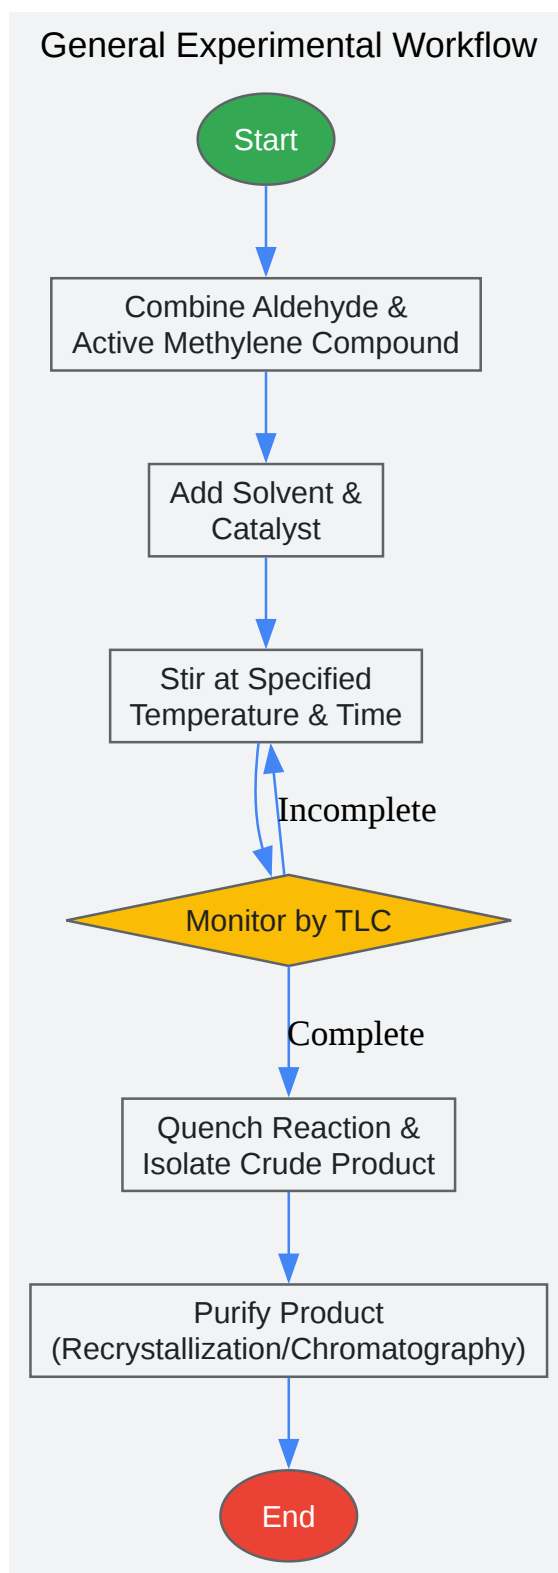 General Experimental Workflow
Start
Combine Aldehyde &
Active Methylene Compound
Add Solvent &
Catalyst
Stir at Specified
Temperature & Time
Incomplete
Monitor by TLC
Complete
Quench Reaction &
Isolate Crude Product
Purify Product
(Recrystallization/Chromatography)
End